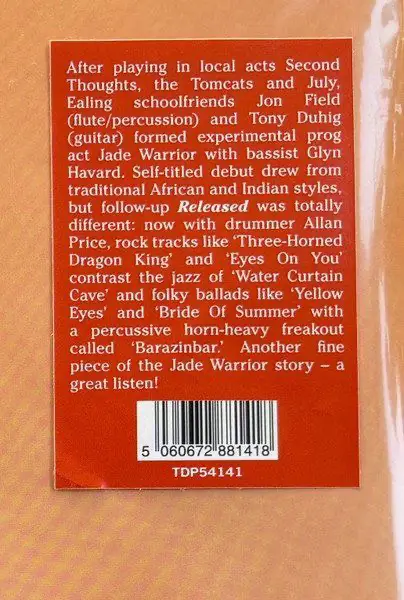 After playing in local acts Second
Thoughts, the Tomcats and July,
Ealing schoolfriends Jon Field
(flute/percussion) and Tony Duhig
(guitar) formed experimental prog
act Jade Warrior with bassist Glyn
Havard. Self-titled debut drew from
traditional African and Indian styles,
but follow-up Released was totally
different: now with drummer Allan
Price, rock tracks like ‘Three-Horned
Dragon King’ and ‘Eyes On You’
contrast the jazz of ‘Water Curtain
Cave’ and folky ballads like ‘Yellow
Eyes’ and ‘Bride Of Summer’ with
a percussive horn-heavy freakout
called ‘Barazinbar.’ Another fine
piece of the Jade Warrior story – a
great listen!
5 060672 881418
TDP54141